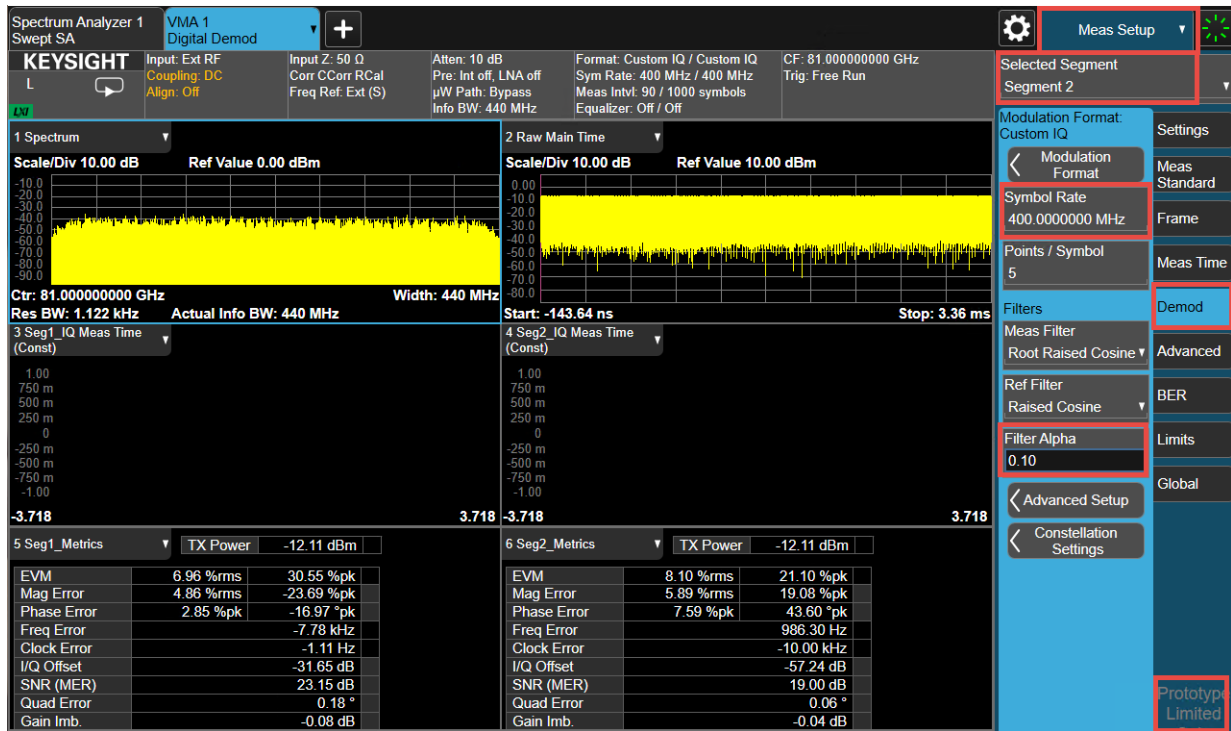 Spectrum Analyzer 1
Swept SA
VMA 1
Digital Demod
Meas Setup
KEYSIGHT
L
LXI
Input: Ext RF
Coupling: DC
Align: Off
Input Z: 50 Ω
Corr CCorr RCal
Freq Ref: Ext (S)
Atten: 10 dB
Pre: Int off, LNA off
µW Path: Bypass
Info BW: 440 MHz
Format: Custom IQ / Custom IQ
Sym Rate: 400 MHz / 400 MHz
Meas Intvl: 90 / 1000 symbols
Equalizer: Off / Off
CF: 81.000000000 GHz
Trig: Free Run
Selected Segment
Segment 2
1 Spectrum
Scale/Div 10.00 dB Ref Value 0.00 dBm
-10.0
-20.0
-30.0
-40.0
-50.0
-60.0
-70.0
-80.0
-90.0
Ctr: 81.000000000 GHz Width: 440 MHz
Res BW: 1.122 kHz Actual Info BW: 440 MHz
2 Raw Main Time
Scale/Div 10.00 dB Ref Value 10.00 dBm
0.00
-10.0
-20.0
-30.0
-40.0
-50.0
-60.0
-70.0
-80.0
Start: -143.64 ns Stop: 3.36 ms
3 Seg1_IQ Meas Time
(Const)
1.00
750 m
500 m
250 m
0
-250 m
-500 m
-750 m
-1.00
-3.718 3.718
4 Seg2_IQ Meas Time
(Const)
1.00
750 m
500 m
250 m
0
-250 m
-500 m
-750 m
-1.00
-3.718 3.718
5 Seg1_Metrics TX Power -12.11 dBm
EVM 6.96 %rms 30.55 %pk
Mag Error 4.86 %rms -23.69 %pk
Phase Error 2.85 %pk -16.97 °pk
Freq Error -7.78 kHz
Clock Error -1.11 Hz
I/Q Offset -31.65 dB
SNR (MER) 23.15 dB
Quad Error 0.18 °
Gain Imb. -0.08 dB
6 Seg2_Metrics TX Power -12.11 dBm
EVM 8.10 %rms 21.10 %pk
Mag Error 5.89 %rms 19.08 %pk
Phase Error 7.59 %pk 43.60 °pk
Freq Error 986.30 Hz
Clock Error -10.00 kHz
I/Q Offset -57.24 dB
SNR (MER) 19.00 dB
Quad Error 0.06 °
Gain Imb. -0.04 dB
Modulation Format:
Custom IQ
Modulation
Format
Symbol Rate
400.0000000 MHz
Points / Symbol
5
Filters
Meas Filter
Root Raised Cosine
Ref Filter
Raised Cosine
Filter Alpha
0.10
Advanced Setup
Constellation
Settings
Settings
Meas
Standard
Frame
Meas Time
Demod
Advanced
BER
Limits
Global
Prototype
Limited